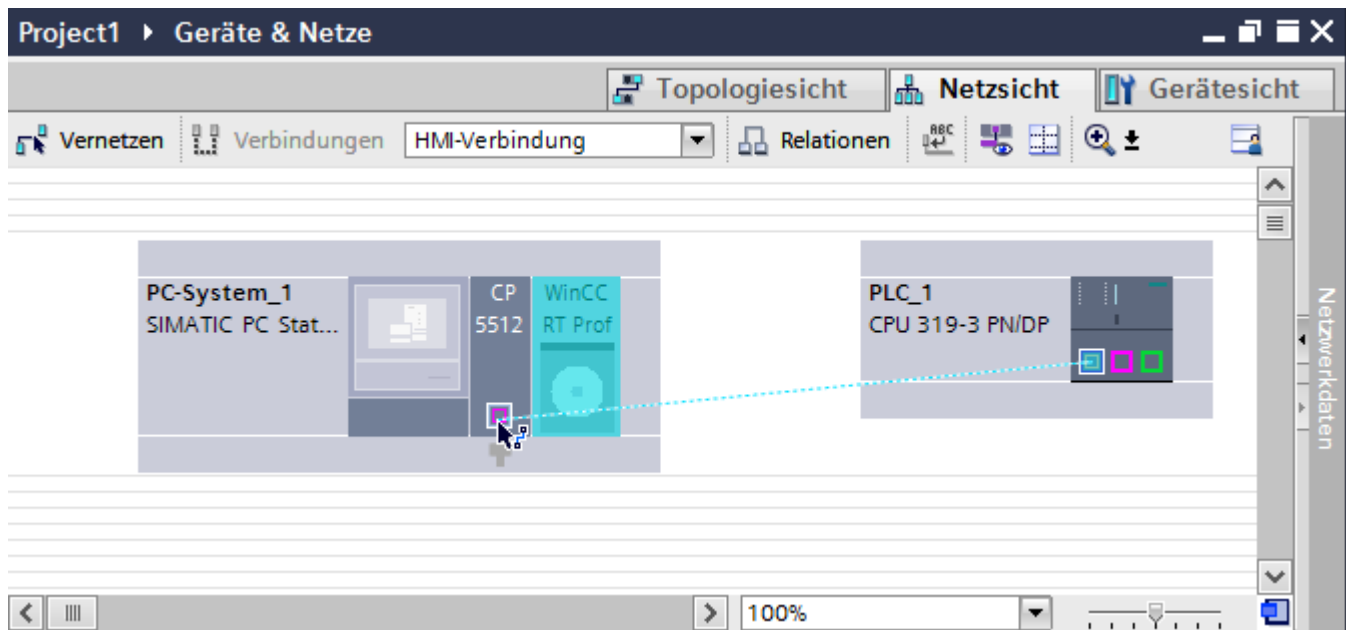 Project1 ▸ Geräte & Netze
Topologiesicht Netzsicht Gerätesicht
Vernetzen Verbindungen HMI-Verbindung Relationen ABC
PC-System_1
SIMATIC PC Stat...
CP
5512
WinCC
RT Prof
PLC_1
CPU 319-3 PN/DP
Netzwerkdaten
100%